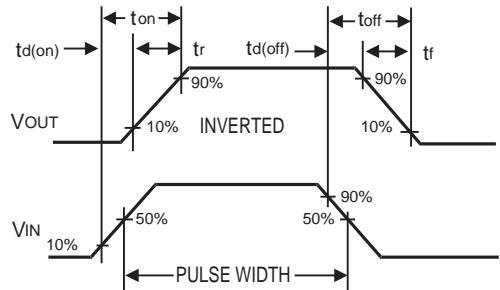 ton toff
td(on) tr td(off) tf
90% 90%
VOUT 10% INVERTED 10%
90%
50% 50%
VIN
10%
PULSE WIDTH